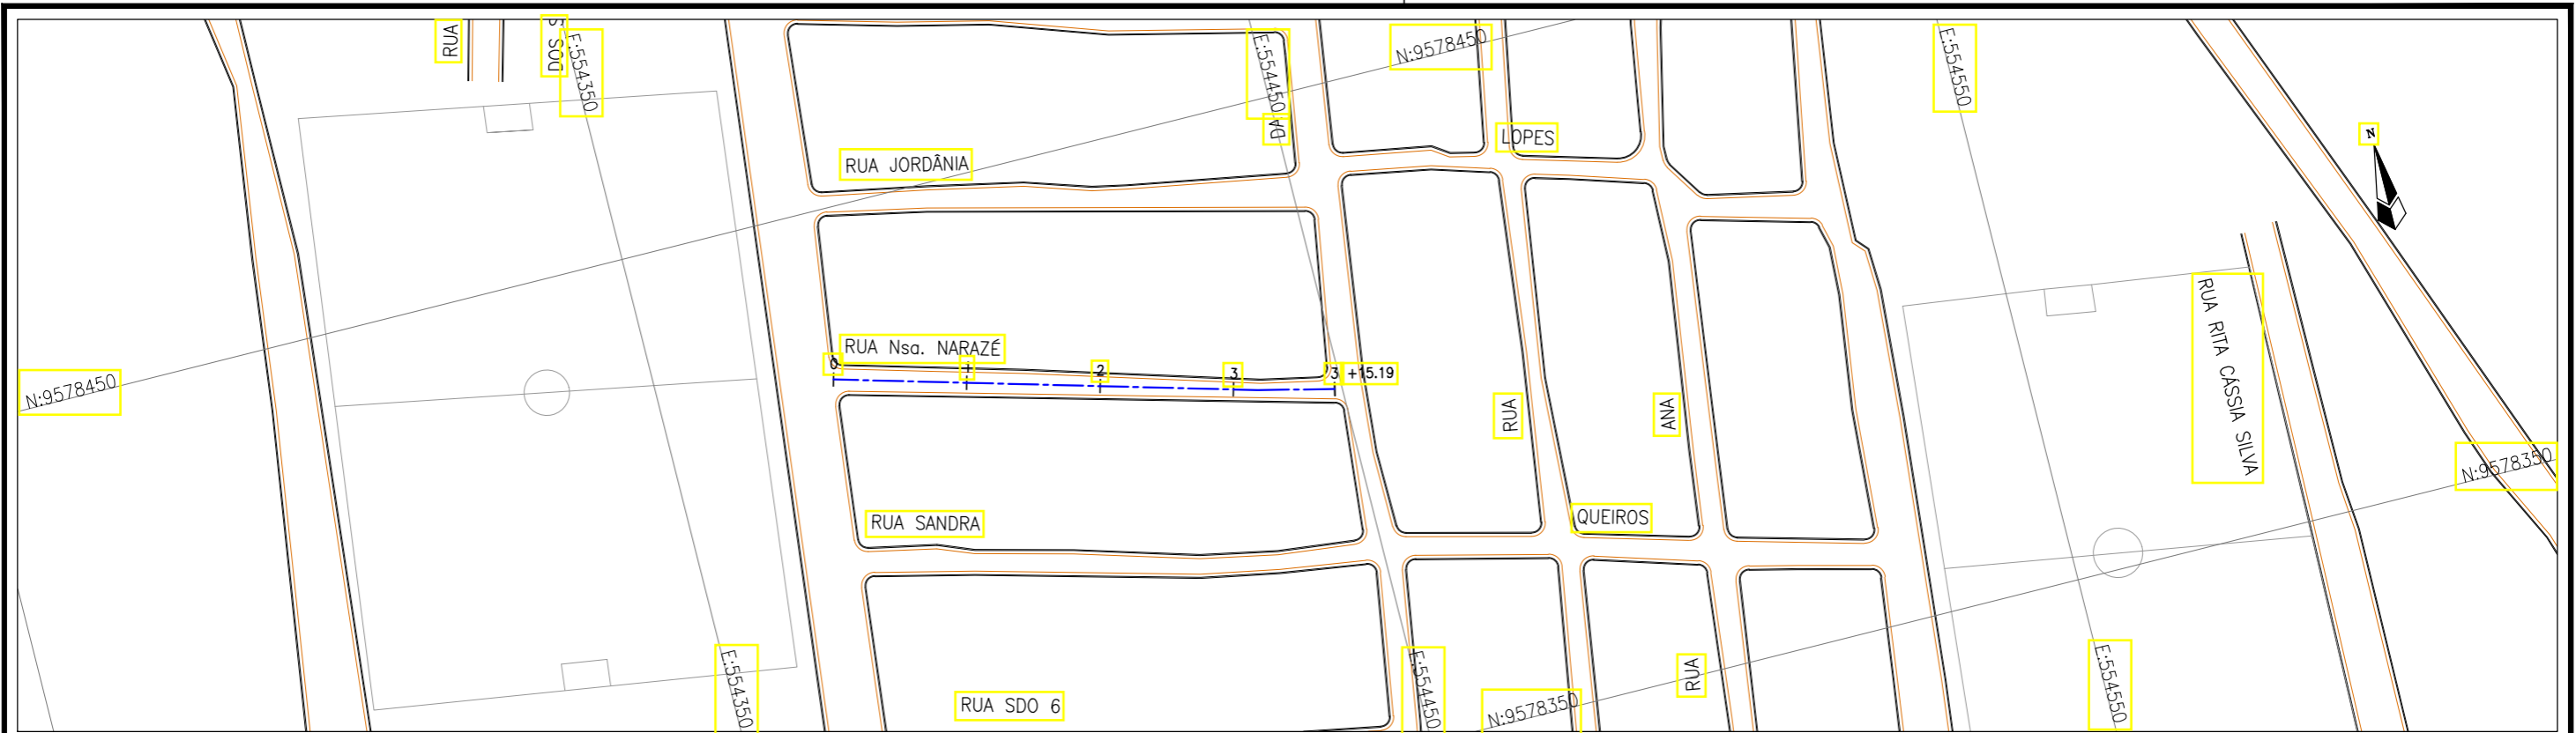 RUA
S
DOS
E:554350
E:554450
DA
N:9578450
E:554550
N
LOPES
RUA JORDÂNIA
RUA RITA CÁSSIA SILVA
RUA Nsa. NARAZÉ
0
1
2
3
3 +15.19
N:9578450
RUA
ANA
N:9578350
RUA SANDRA
QUEIROS
E:554350
E:554450
RUA
E:554550
RUA SDO 6
N:9578350